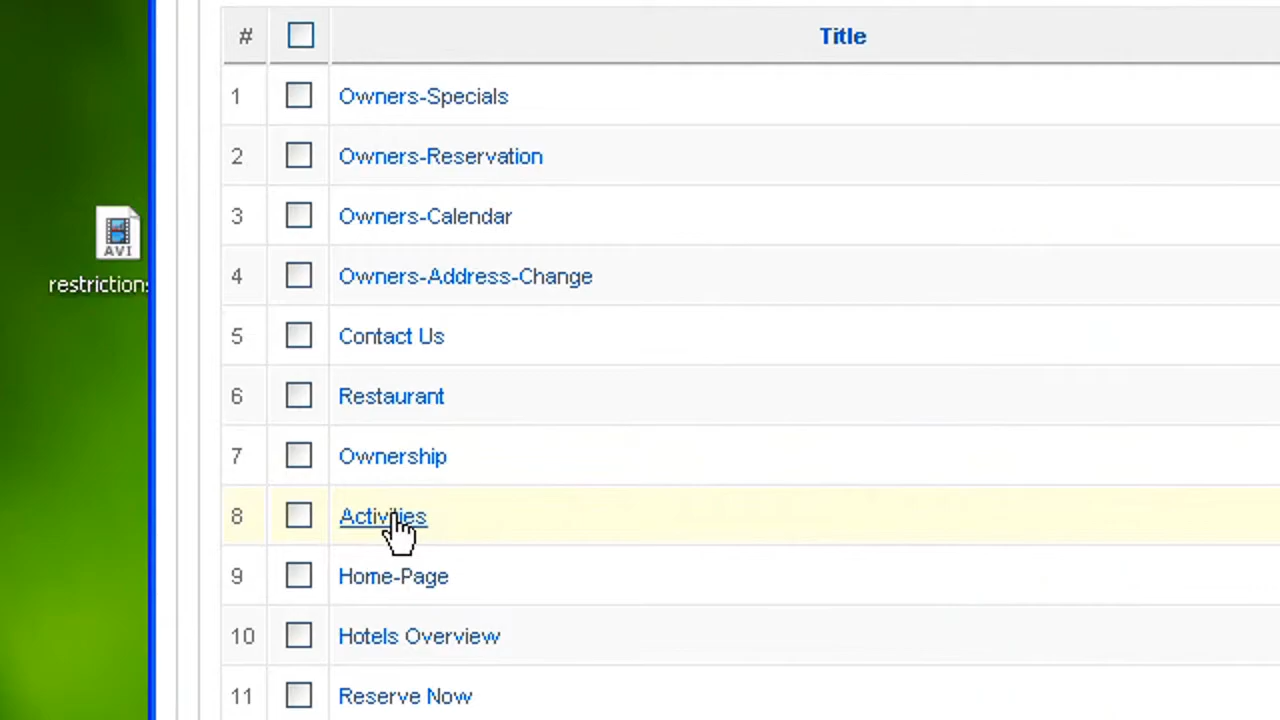 # Title
1 Owners-Specials
2 Owners-Reservation
3 Owners-Calendar
AVI
restrictions
4 Owners-Address-Change
5 Contact Us
6 Restaurant
7 Ownership
8 Activities
9 Home-Page
10 Hotels Overview
11 Reserve Now